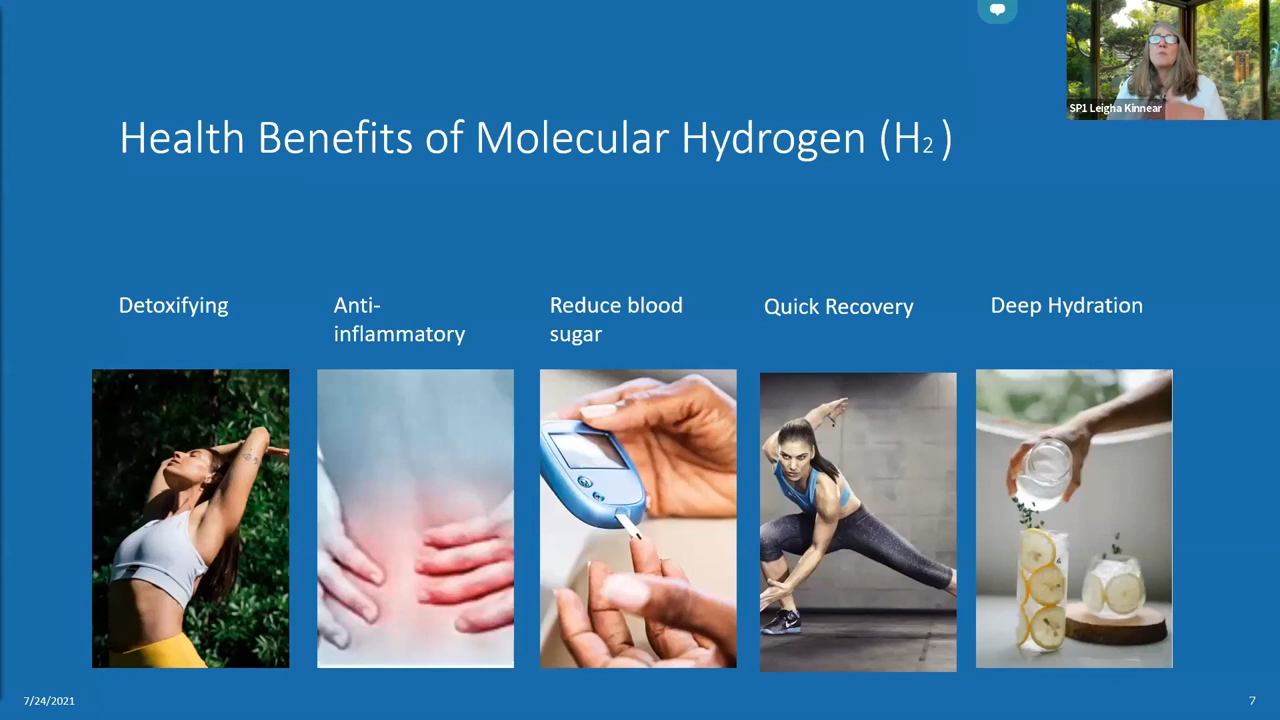 SP1 Leigha Kinnear
Health Benefits of Molecular Hydrogen (H2 )
Detoxifying
Anti-
inflammatory
Reduce blood
sugar
Quick Recovery
Deep Hydration
7/24/2021
7